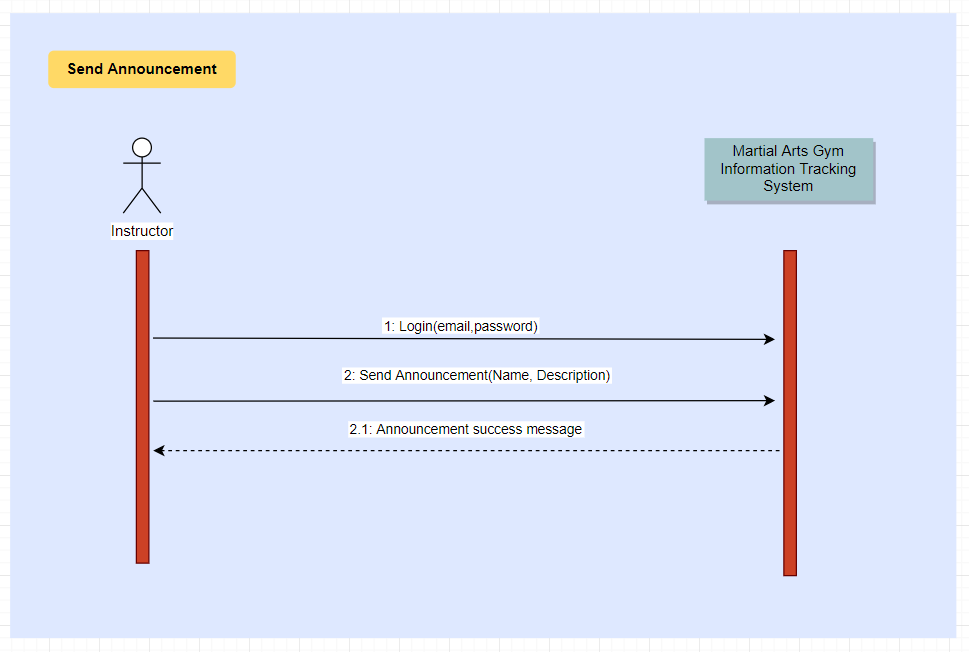 Send Announcement
Martial Arts Gym
Information Tracking
System
Instructor
1: Login(email,password)
2: Send Announcement(Name, Description)
2.1: Announcement success message